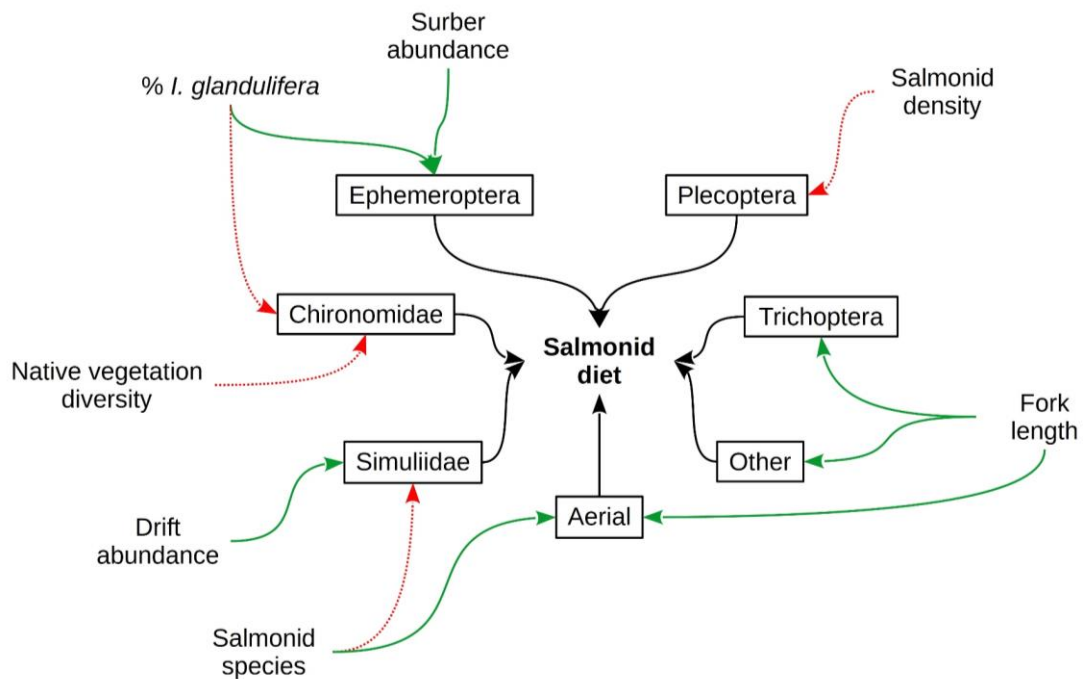 Surber
abundance
% I. glandulifera
Salmonid
density
Ephemeroptera
Plecoptera
Chironomidae
Trichoptera
Salmonid
diet
Native vegetation
diversity
Fork
length
Simuliidae
Other
Aerial
Drift
abundance
Salmonid
species